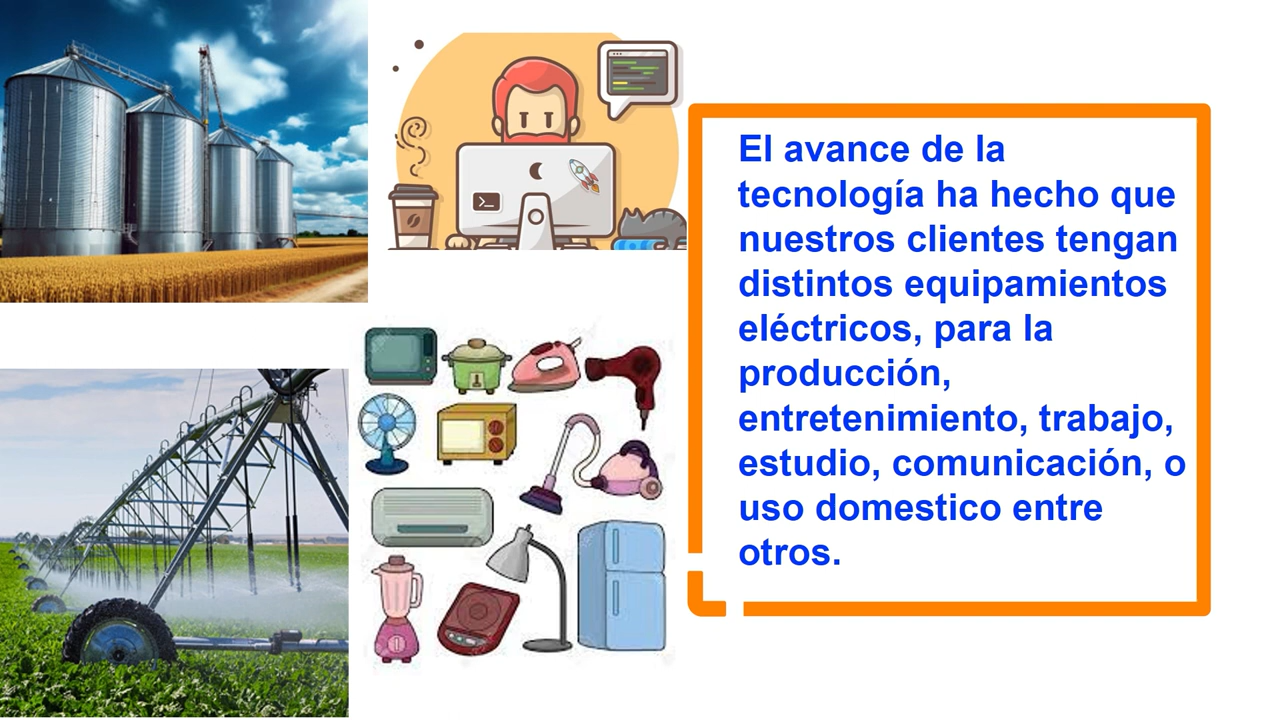 El avance de la
tecnología ha hecho que
nuestros clientes tengan
distintos equipamientos
eléctricos, para la
producción,
entretenimiento, trabajo,
estudio, comunicación, o
uso domestico entre
otros.